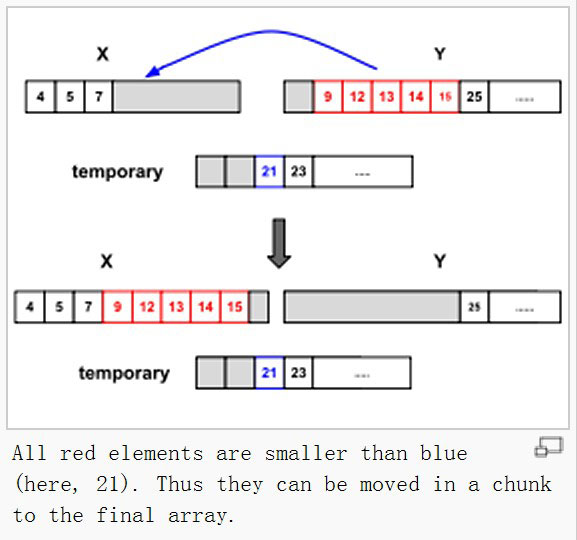 X Y
4 5 7 9 12 13 14 15 25 .....
temporary 21 23 ....
X Y
4 5 7 9 12 13 14 15 25 .....
temporary 21 23 ....
All red elements are smaller than blue
(here, 21). Thus they can be moved in a chunk
to the final array.